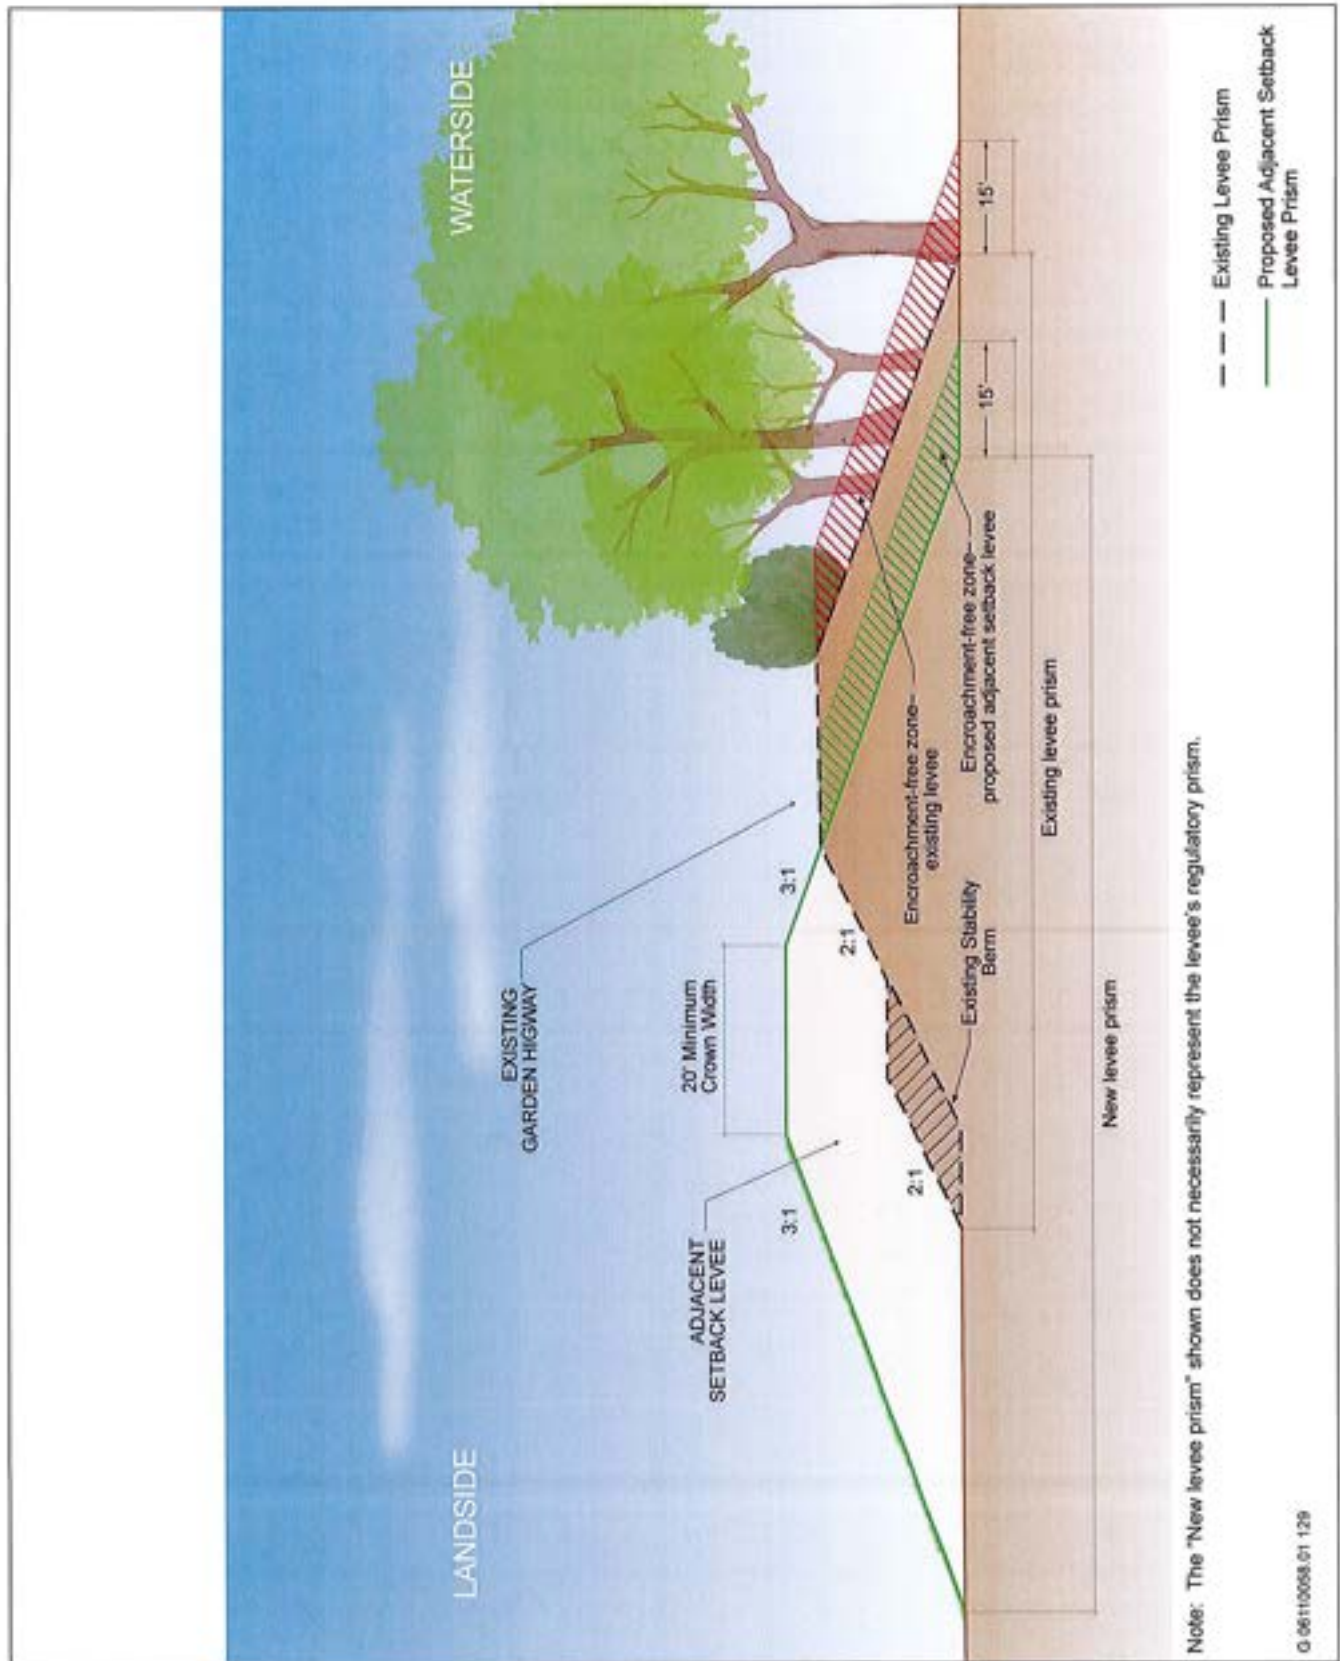 LANDSIDE
WATERSIDE
EXISTING
GARDEN HIGWAY
20' Minimum
Crown Width
ADJACENT
SETBACK LEVEE
3:1
3:1
2:1
2:1
Encroachment-free zone–
existing levee
Existing Stability
Berm
Encroachment-free zone–
proposed adjacent setback levee
15'
15'
Existing levee prism
New levee prism
Note: The "New levee prism" shown does not necessarily represent the levee's regulatory prism.
Existing Levee Prism
Proposed Adjacent Setback
Levee Prism
G 06110058.01 129